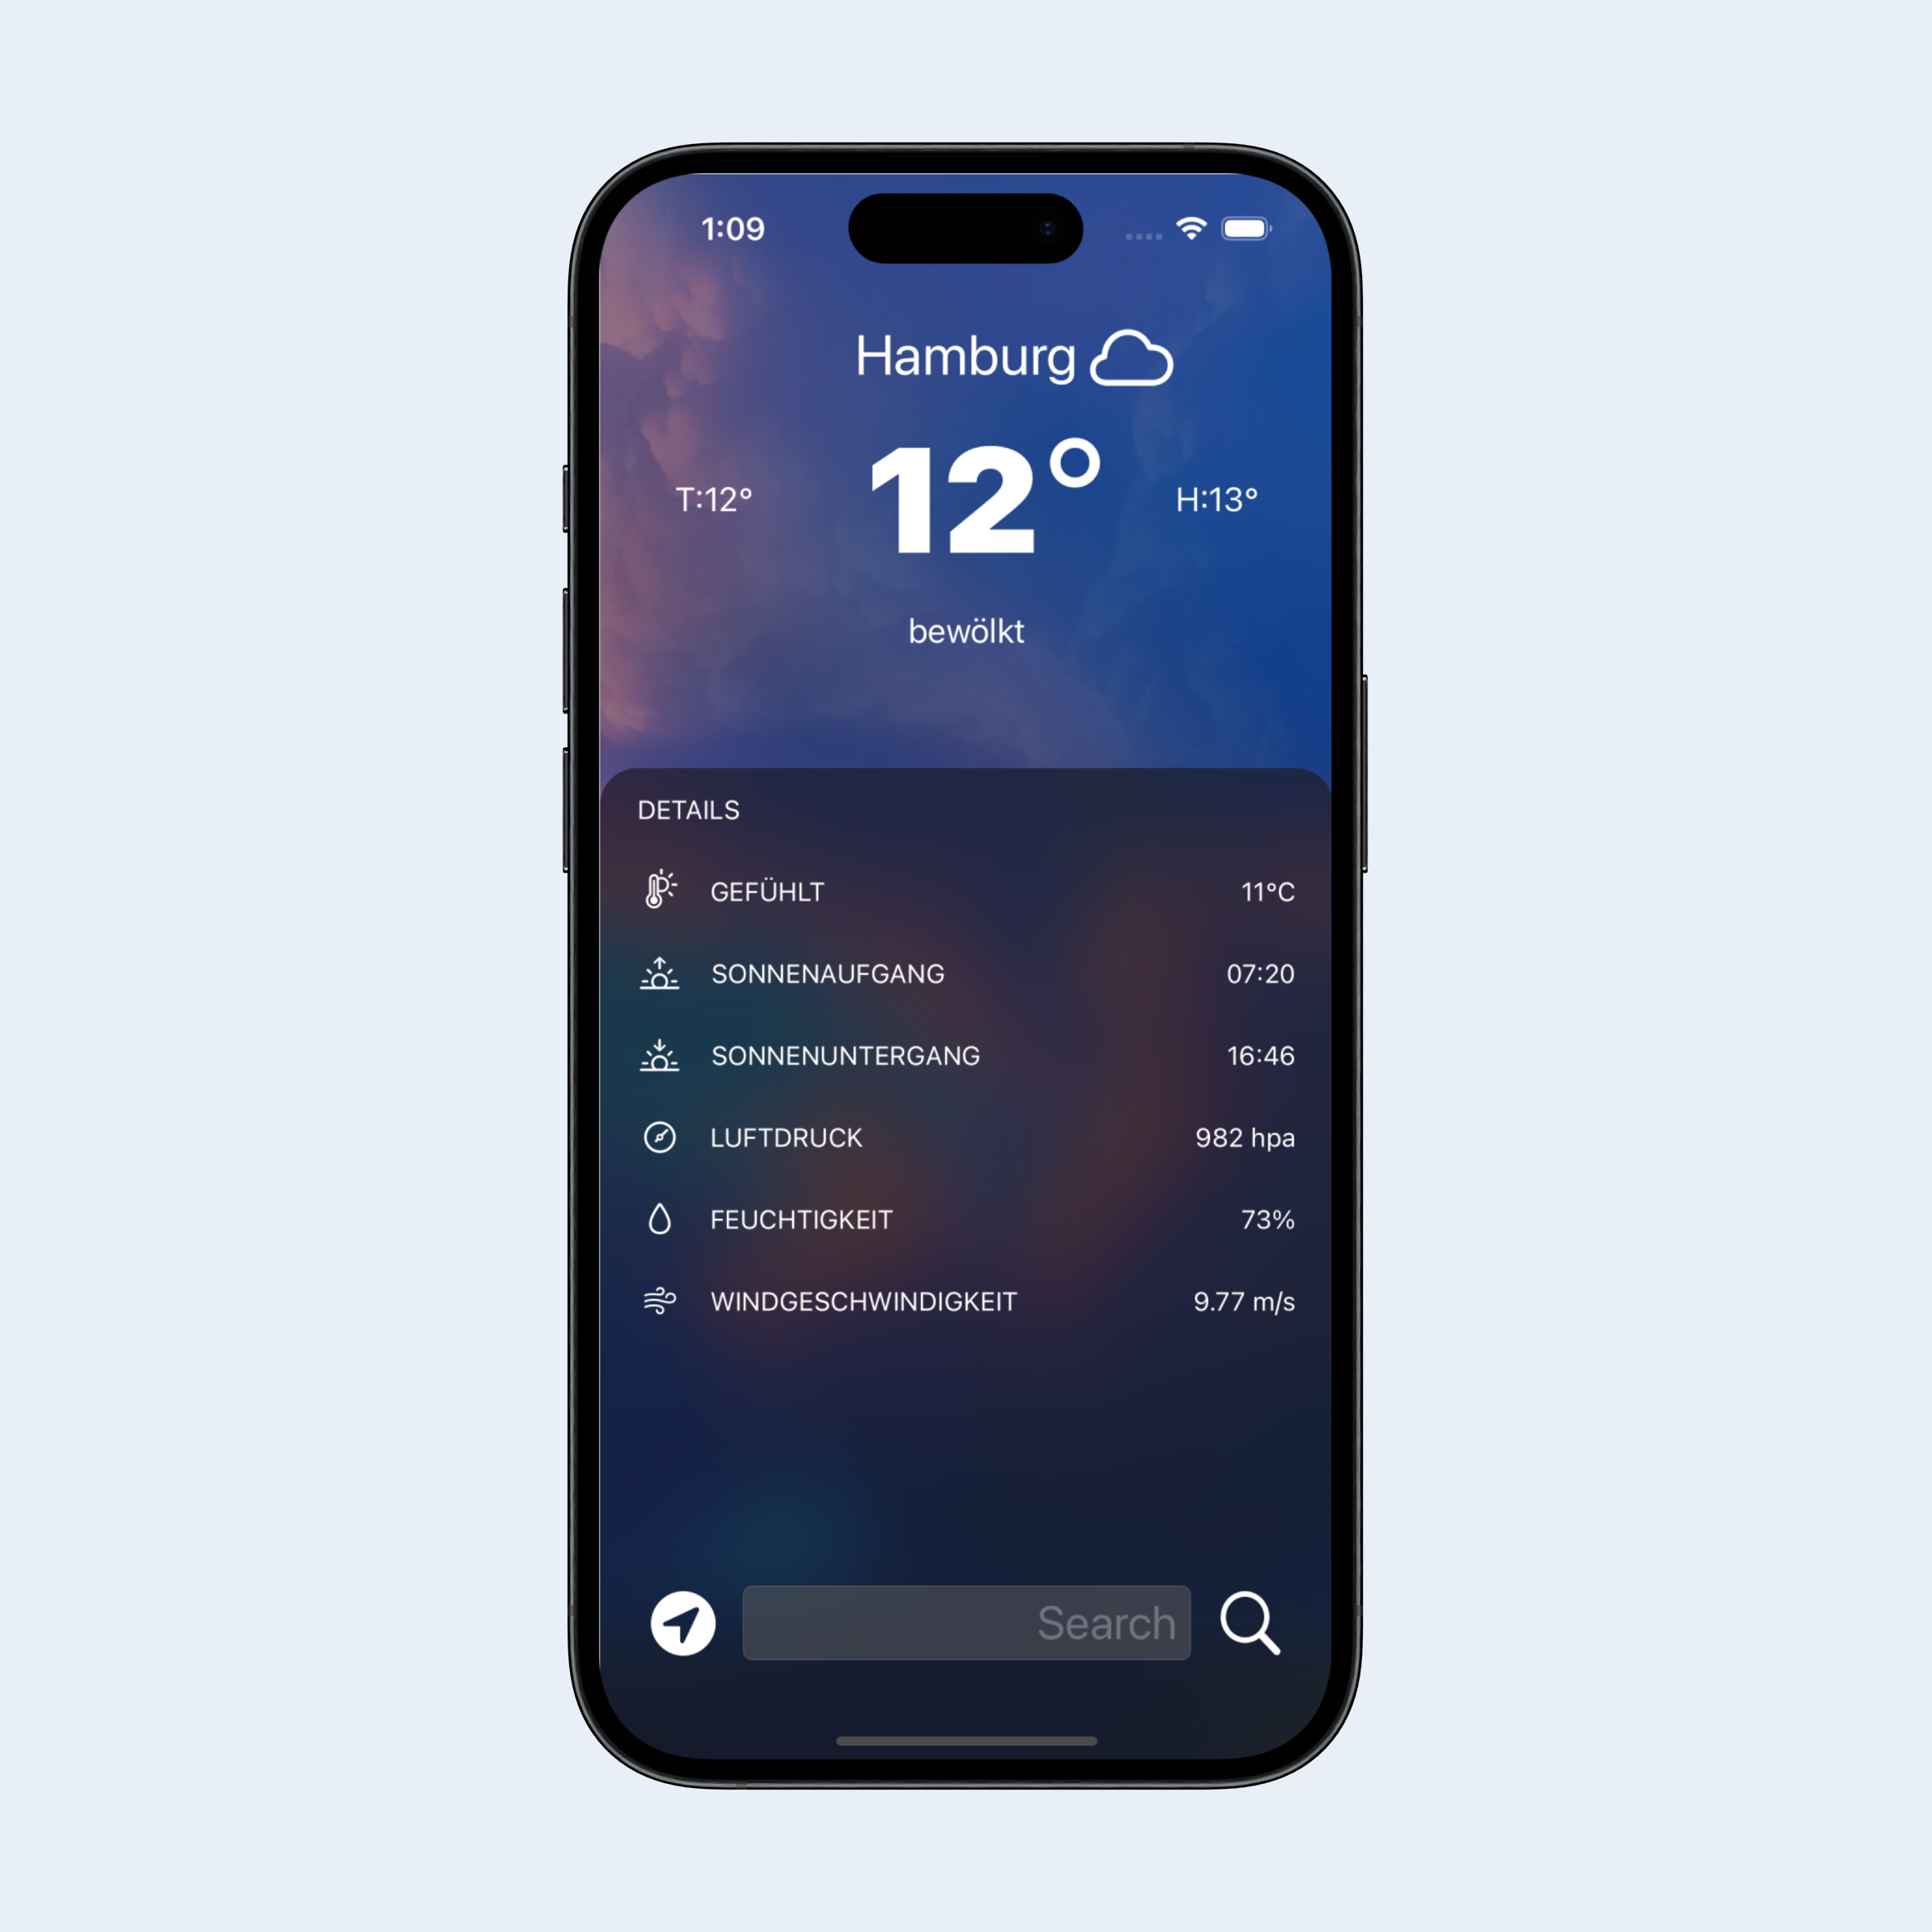 1:09
Hamburg
T:12° 12° H:13°
bewölkt
DETAILS
GEFÜHLT 11°C
SONNENAUFGANG 07:20
SONNENUNTERGANG 16:46
LUFTDRUCK 982 hpa
FEUCHTIGKEIT 73%
WINDGESCHWINDIGKEIT 9.77 m/s
Search